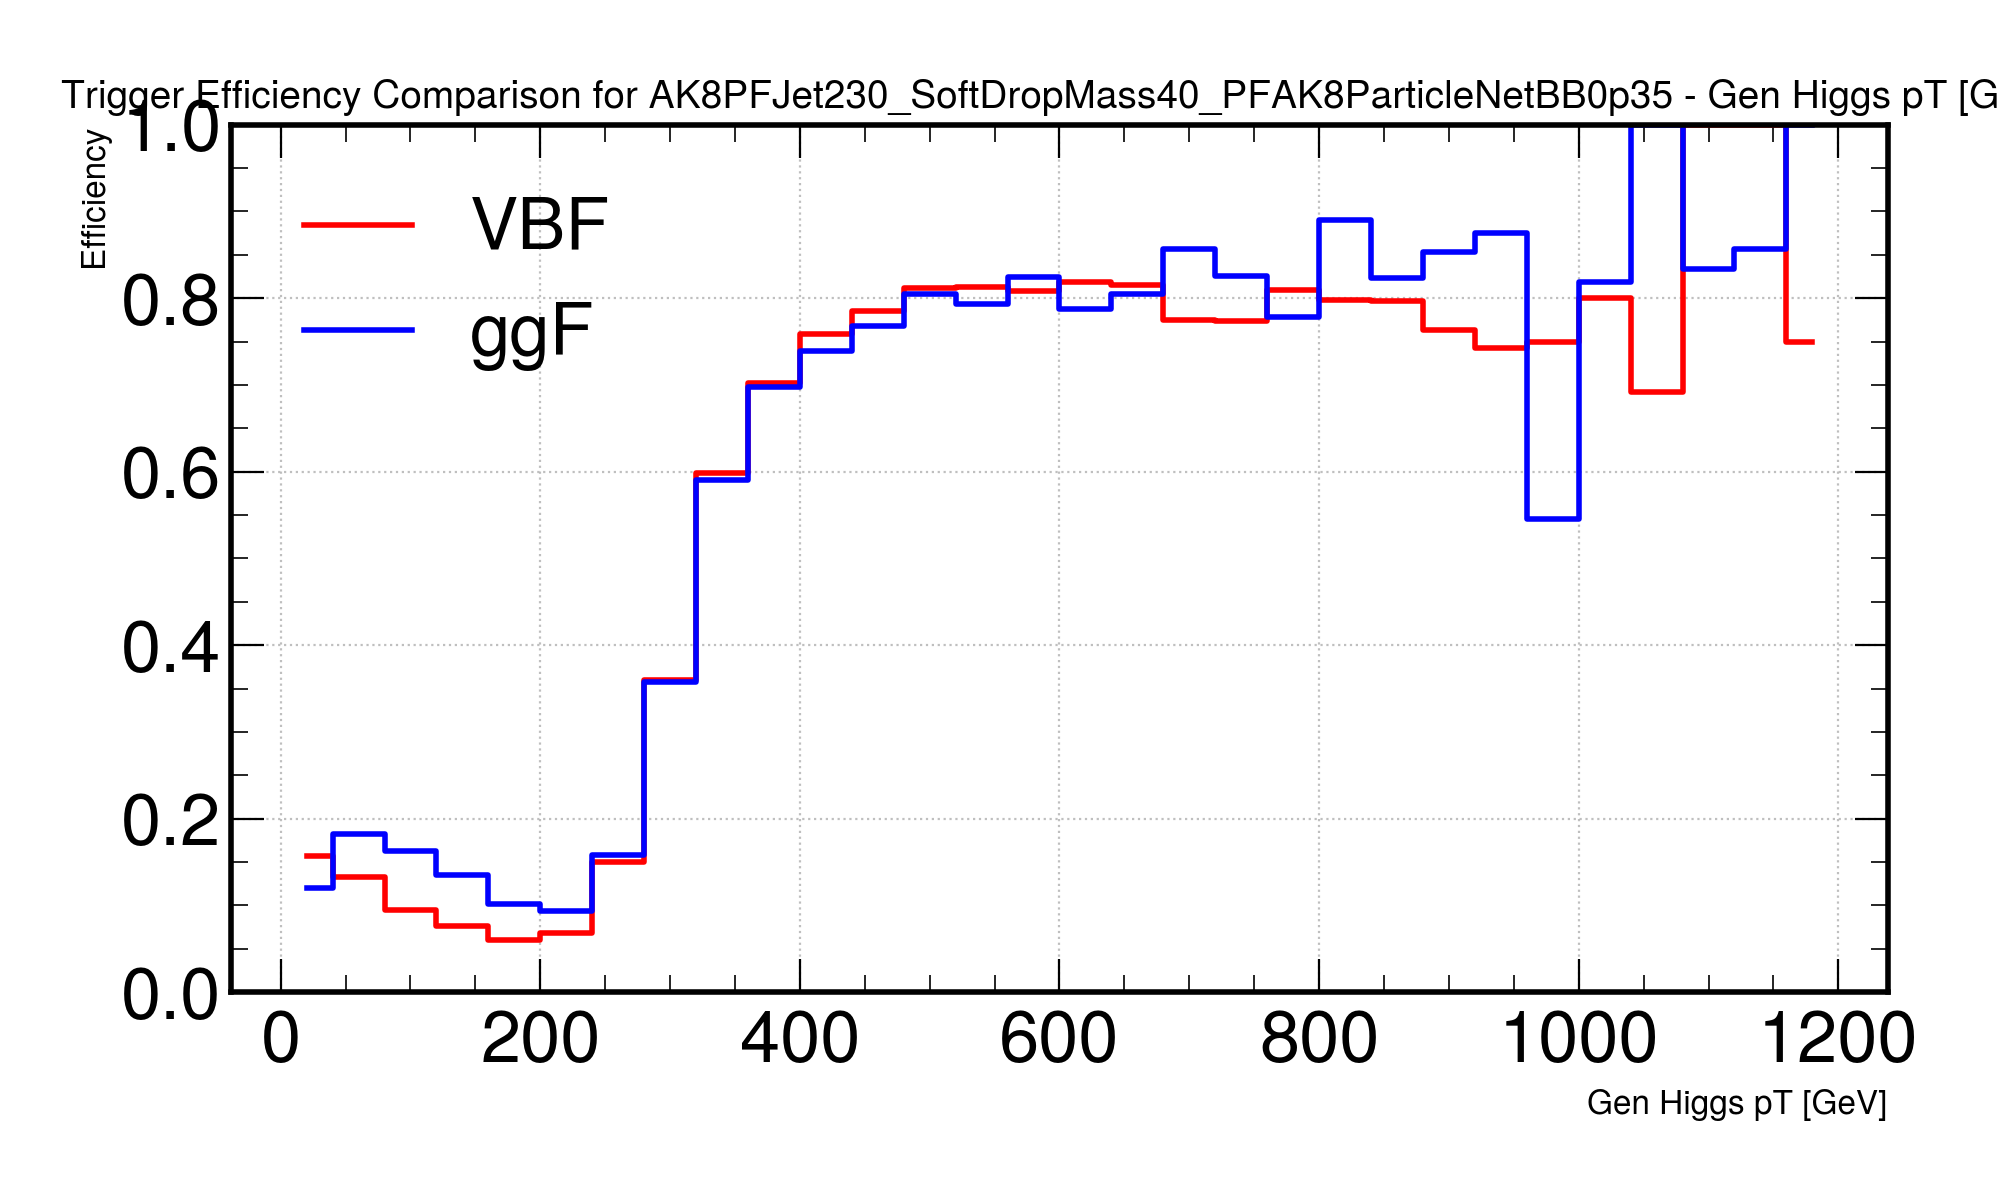 Trigger Efficiency Comparison for AK8PFJet230_SoftDropMass40_PFAK8ParticleNetBB0p35 - Gen Higgs pT [G
Efficiency
1.0
0.8
0.6
0.4
0.2
0.0
VBF
ggF
0 200 400 600 800 1000 1200
Gen Higgs pT [GeV]